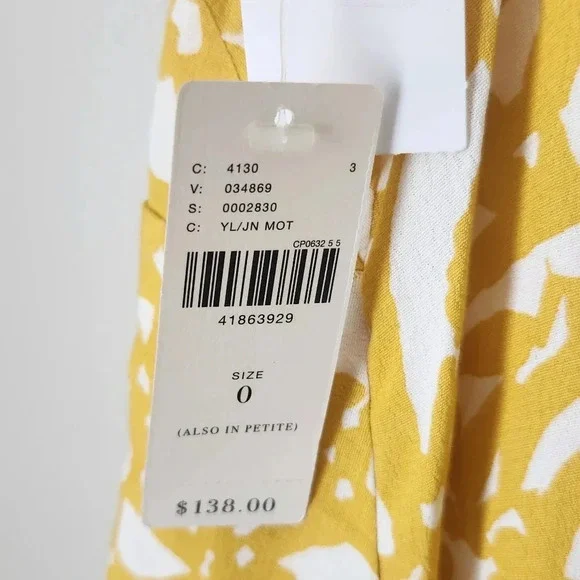 C: 4130 3
V: 034869
S: 0002830
C: YL/JN MOT
CP0632 5 5
41863929
SIZE
0
(ALSO IN PETITE)
$138.00